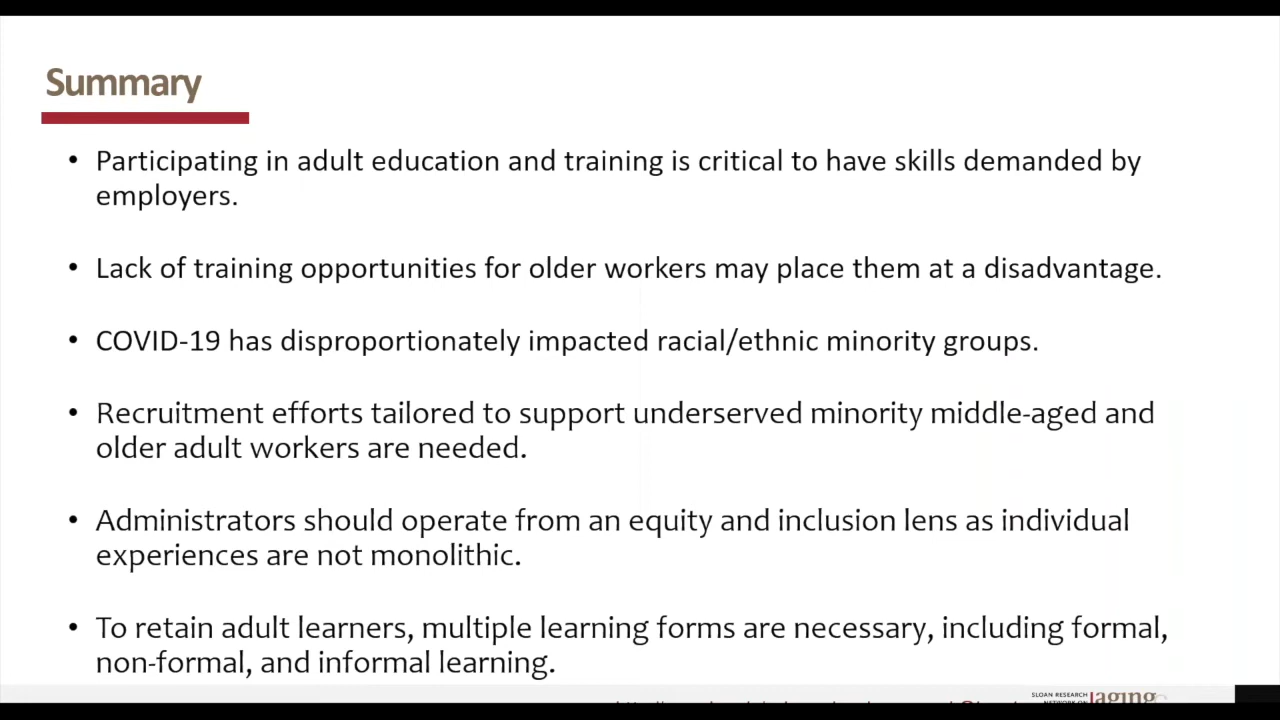 Summary
• Participating in adult education and training is critical to have skills demanded by
employers.
• Lack of training opportunities for older workers may place them at a disadvantage.
• COVID-19 has disproportionately impacted racial/ethnic minority groups.
• Recruitment efforts tailored to support underserved minority middle-aged and
older adult workers are needed.
• Administrators should operate from an equity and inclusion lens as individual
experiences are not monolithic.
• To retain adult learners, multiple learning forms are necessary, including formal,
non-formal, and informal learning.
SLOAN RESEARCH
NETWORK ON
aging